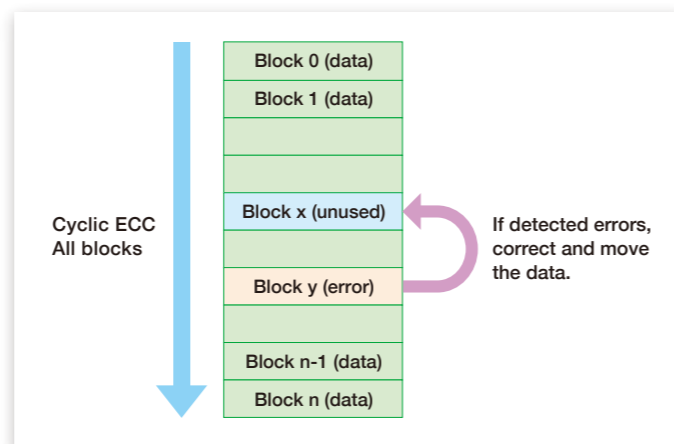 Block 0 (data)
Block 1 (data)
Block x (unused)
Cyclic ECC
All blocks
If detected errors,
correct and move
the data.
Block y (error)
Block n-1 (data)
Block n (data)